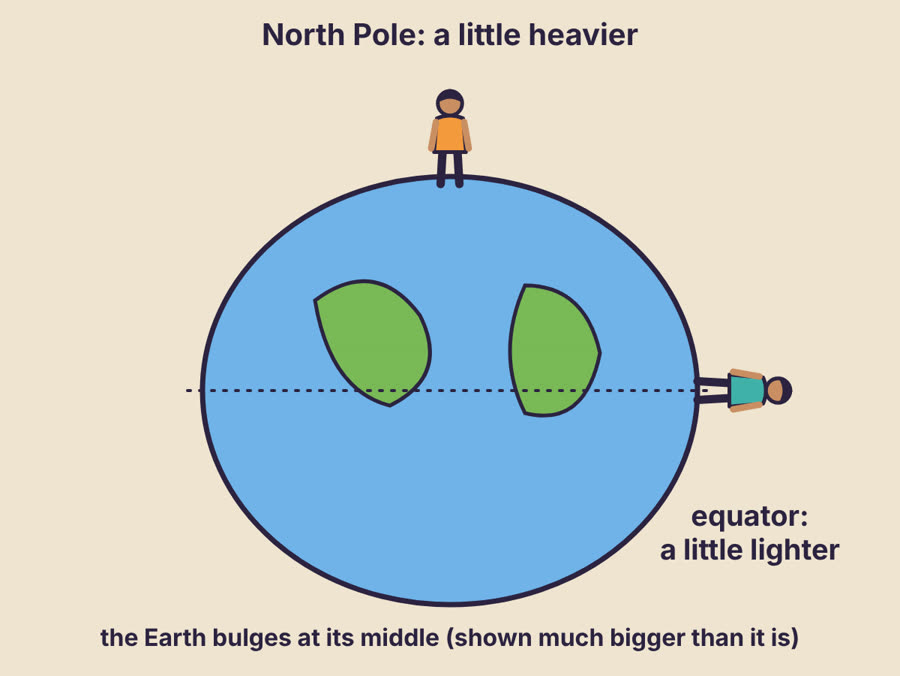 North Pole: a little heavier
equator:
a little lighter
the Earth bulges at its middle (shown much bigger than it is)